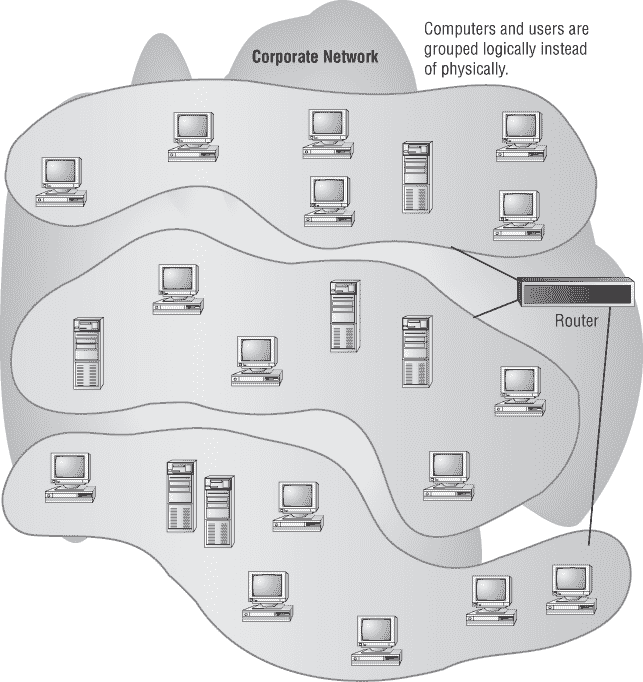 Computers and users are
grouped logically instead
of physically.
Corporate Network
Router